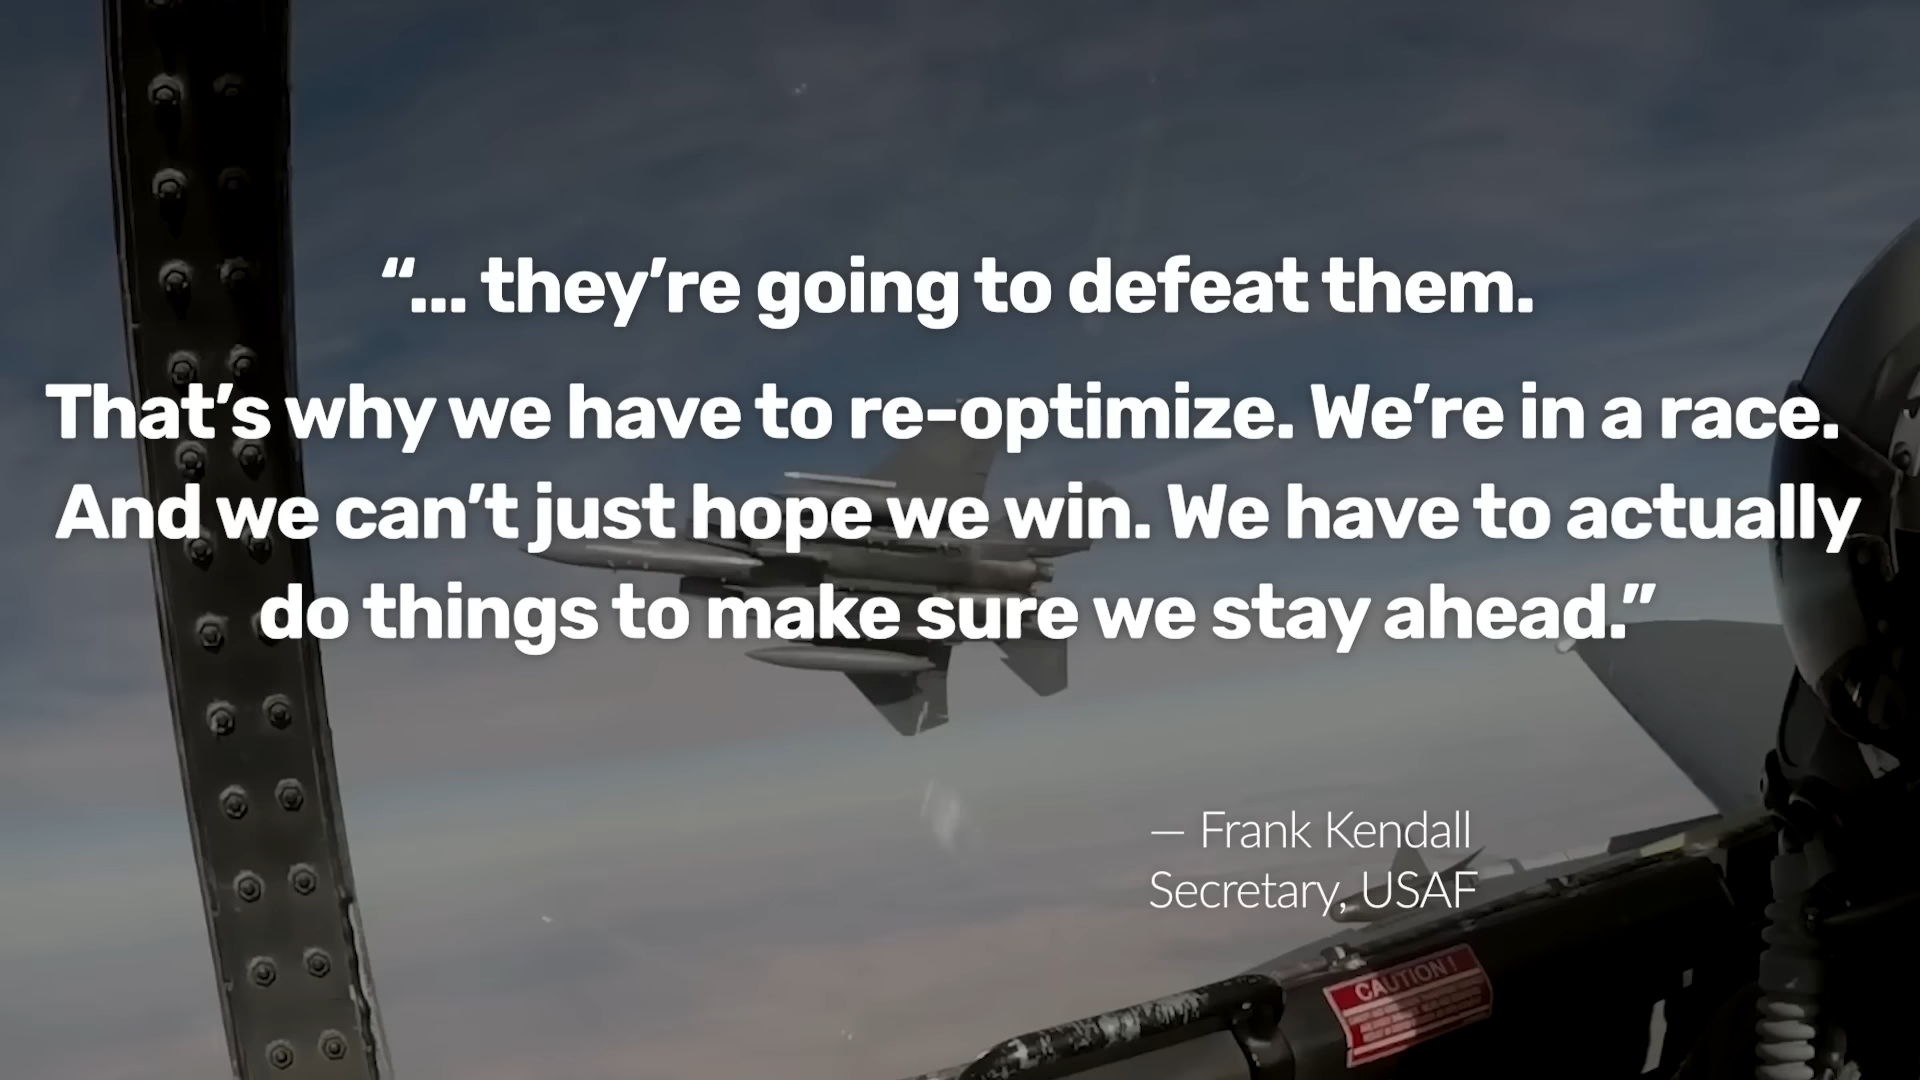 “... they’re going to defeat them.
That’s why we have to re-optimize. We’re in a race.
And we can’t just hope we win. We have to actually
do things to make sure we stay ahead.”
— Frank Kendall
Secretary, USAF
CAUTION!